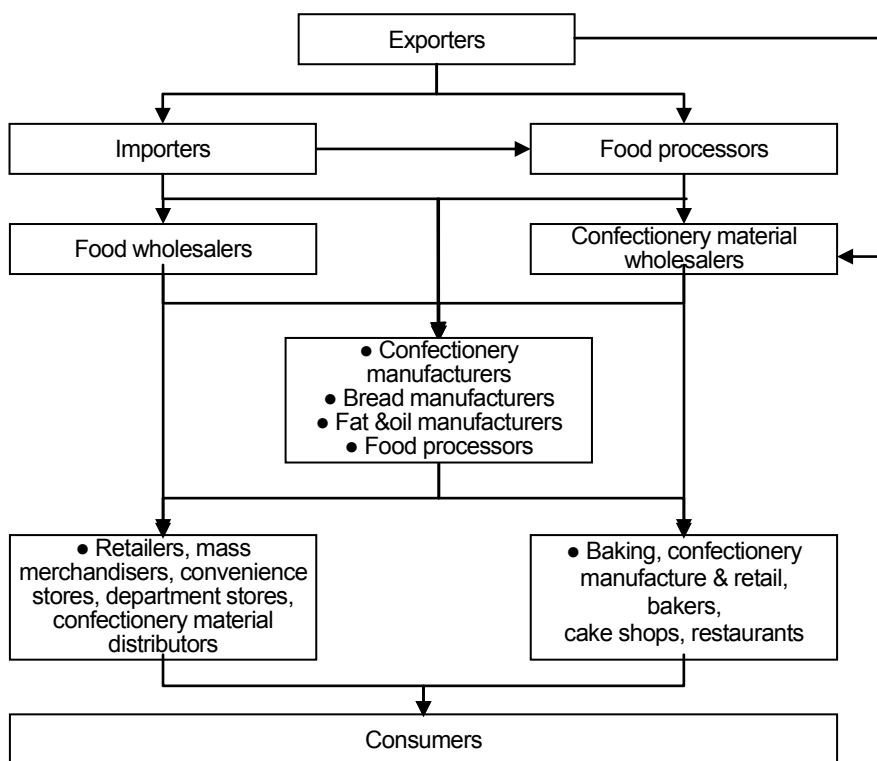 Exporters
Importers
Food processors
Food wholesalers
Confectionery material
wholesalers
● Confectionery
manufacturers
● Bread manufacturers
● Fat &oil manufacturers
● Food processors
● Retailers, mass
merchandisers, convenience
stores, department stores,
confectionery material
distributors
● Baking, confectionery
manufacture & retail,
bakers,
cake shops, restaurants
Consumers